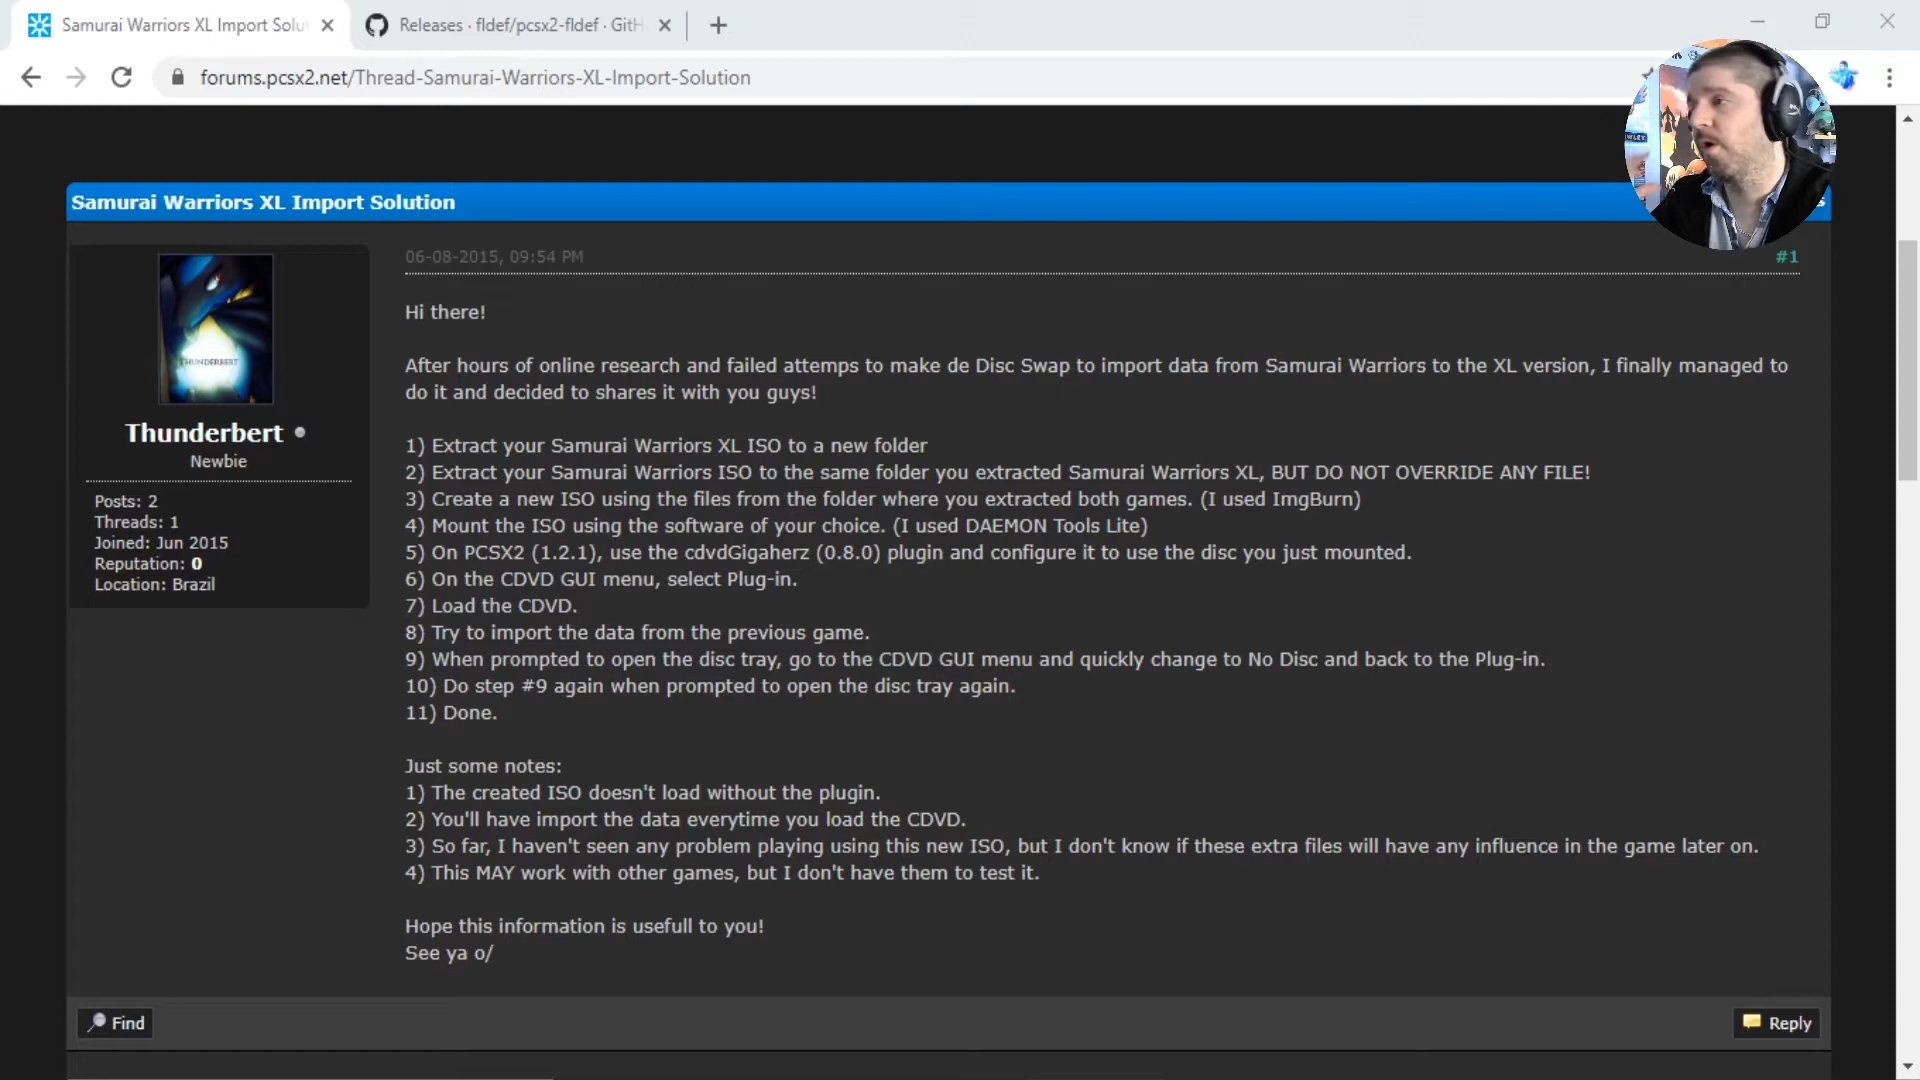 Samurai Warriors XL Import Solu
Releases · fldef/pcsx2-fldef · GitH
forums.pcsx2.net/Thread-Samurai-Warriors-XL-Import-Solution
Samurai Warriors XL Import Solution
06-08-2015, 09:54 PM
#1
THUNDERBERT
Thunderbert
Newbie
Posts: 2
Threads: 1
Joined: Jun 2015
Reputation: 0
Location: Brazil
Hi there!
After hours of online research and failed attemps to make de Disc Swap to import data from Samurai Warriors to the XL version, I finally managed to
do it and decided to shares it with you guys!
1) Extract your Samurai Warriors XL ISO to a new folder
2) Extract your Samurai Warriors ISO to the same folder you extracted Samurai Warriors XL, BUT DO NOT OVERRIDE ANY FILE!
3) Create a new ISO using the files from the folder where you extracted both games. (I used ImgBurn)
4) Mount the ISO using the software of your choice. (I used DAEMON Tools Lite)
5) On PCSX2 (1.2.1), use the cdvdGigaherz (0.8.0) plugin and configure it to use the disc you just mounted.
6) On the CDVD GUI menu, select Plug-in.
7) Load the CDVD.
8) Try to import the data from the previous game.
9) When prompted to open the disc tray, go to the CDVD GUI menu and quickly change to No Disc and back to the Plug-in.
10) Do step #9 again when prompted to open the disc tray again.
11) Done.
Just some notes:
1) The created ISO doesn't load without the plugin.
2) You'll have import the data everytime you load the CDVD.
3) So far, I haven't seen any problem playing using this new ISO, but I don't know if these extra files will have any influence in the game later on.
4) This MAY work with other games, but I don't have them to test it.
Hope this information is usefull to you!
See ya o/
Find
Reply